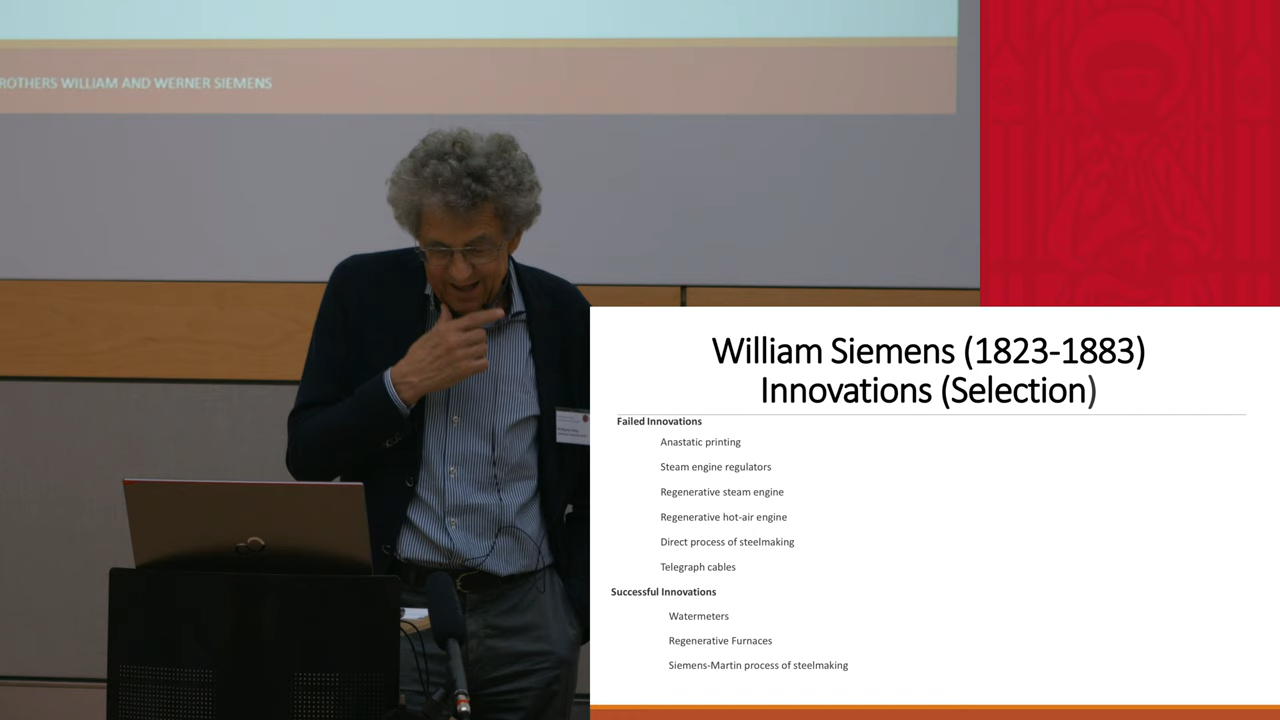 ROTHERS WILLIAM AND WERNER SIEMENS
William Siemens (1823-1883)
Innovations (Selection)
Failed Innovations
Anastatic printing
Steam engine regulators
Regenerative steam engine
Regenerative hot-air engine
Direct process of steelmaking
Telegraph cables
Successful Innovations
Watermeters
Regenerative Furnaces
Siemens-Martin process of steelmaking